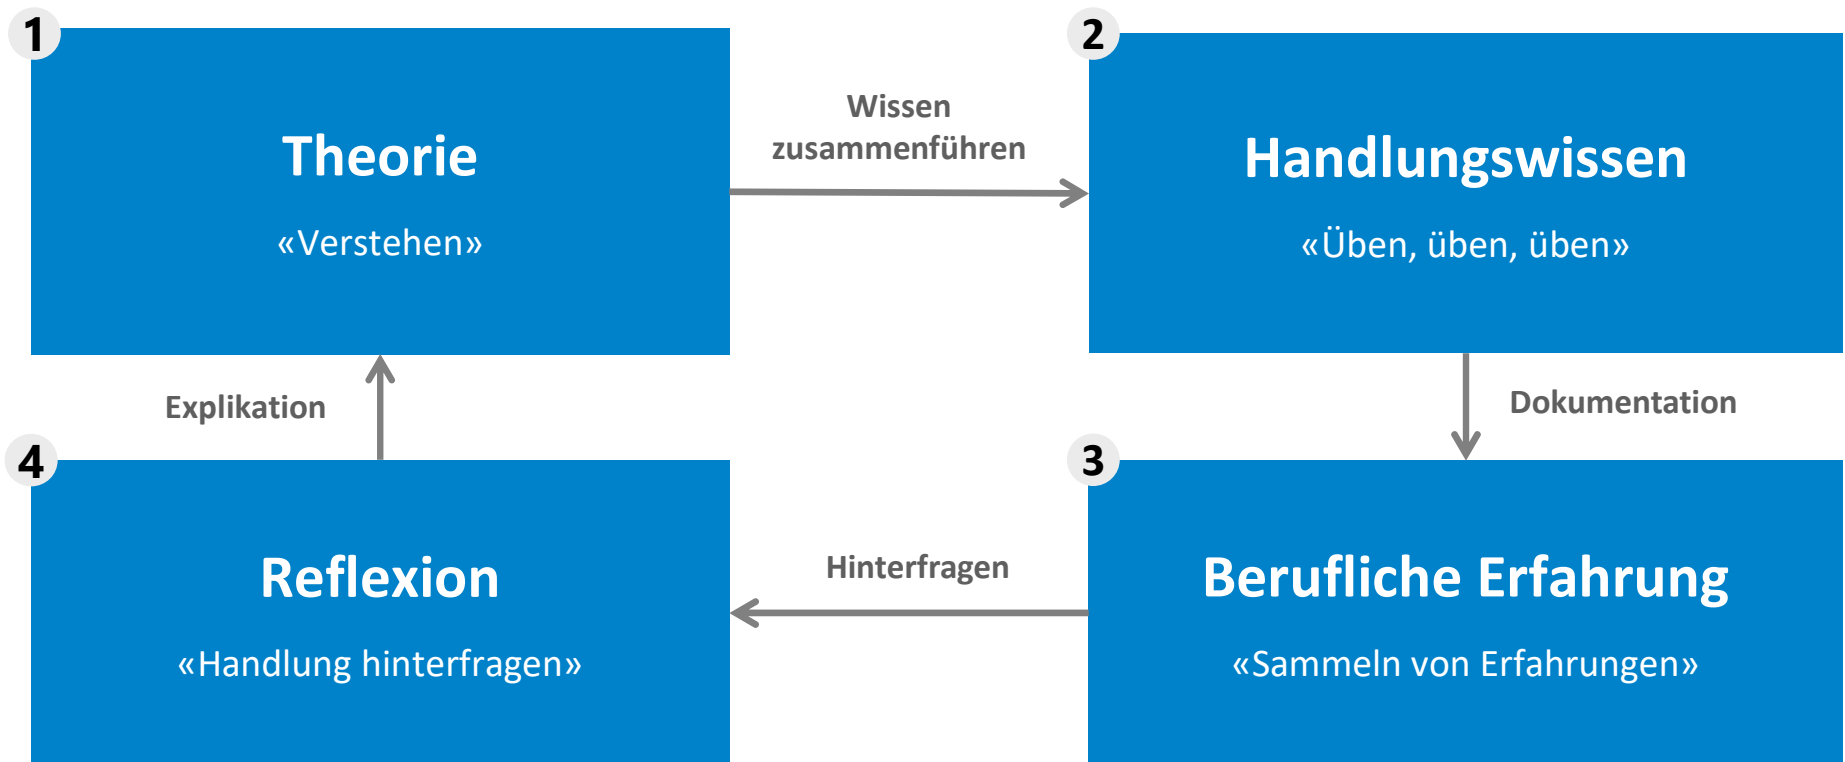 1
Theorie
«Verstehen»
Wissen
zusammenführen
2
Handlungswissen
«Üben, üben, üben»
Explikation
Dokumentation
4
Reflexion
«Handlung hinterfragen»
Hinterfragen
3
Berufliche Erfahrung
«Sammeln von Erfahrungen»